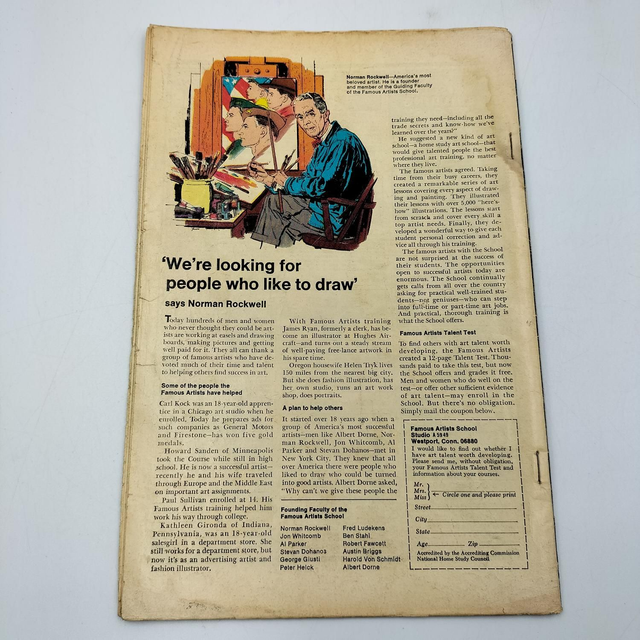 Norman Rockwell—America's most
beloved artist. He is a founder
and member of the Guiding Faculty
of the Famous Artists School.
'We're looking for
people who like to draw'
says Norman Rockwell
Today hundreds of men and women
who never thought they could be art-
ists are working at easels and drawing
boards, making pictures and getting
well paid for it. They all can thank a
group of famous artists who have de-
voted much of their time and talent
to helping others find success in art.
Some of the people the
Famous Artists have helped
Carl Kock was an 18-year-old appren-
tice in a Chicago art studio when he
enrolled. Today he prepares ads for
such companies as General Motors
and Firestone—has won five gold
medals.
Howard Sanden of Minneapolis
took the Course while still in high
school. He is now a successful artist—
recently he and his wife traveled
through Europe and the Middle East
on important art assignments.
Paul Sullivan enrolled at 14. His
Famous Artists training helped him
work his way through college.
Kathleen Gironda of Indiana,
Pennsylvania, was an 18-year-old
salesgirl in a department store. She
still works for a department store, but
now it's as an advertising artist and
fashion illustrator.
With Famous Artists training
James Ryan, formerly a clerk, has be-
come an illustrator at Hughes Air-
craft—and turns out a steady stream
of well-paying free-lance artwork in
his spare time.
Oregon housewife Helen Tryk lives
150 miles from the nearest big city.
But she does fashion illustration, has
her own studio, runs an art work
shop, does portraits.
A plan to help others
It started over 18 years ago when a
group of America's most successful
artists—men like Albert Dorne, Nor-
man Rockwell, Jon Whitcomb, Al
Parker and Stevan Dohanos—met in
New York City. They knew that all
over America there were people who
liked to draw who could be turned
into good artists. Albert Dorne asked,
"Why can't we give these people the
Founding Faculty of the
Famous Artists School
Norman Rockwell
Jon Whitcomb
Al Parker
Stevan Dohanos
George Giusti
Peter Helck
Fred Ludekens
Ben Stahl
Robert Fawcett
Austin Briggs
Harold Von Schmidt
Albert Dorne
training they need—including all the
trade secrets and know-how we've
learned over the years?"
He suggested a new kind of art
school—a home study art school—that
would give talented people the best
professional art training, no matter
where they live.
The famous artists agreed. Taking
time from their busy careers, they
created a remarkable series of art
lessons covering every aspect of draw-
ing and painting. They illustrated
their lessons with over 5,000 "here's-
how" illustrations. The lessons start
from scratch and cover every skill a
top artist needs. Finally, they de-
veloped a wonderful way to give each
student personal correction and ad-
vice all through his training.
The famous artists with the School
are not surprised at the success of
their students. The opportunities
open to successful artists today are
enormous. The School continually
gets calls from all over the country
asking for practical well-trained stu-
dents—not geniuses—who can step
into full-time or part-time art jobs.
And practical, thorough training is
what the School offers.
Famous Artists Talent Test
To find others with art talent worth
developing, the Famous Artists
created a 12-page Talent Test. Thou-
sands paid to take this test, but now
the School offers and grades it free.
Men and women who do well on the
test—or offer other sufficient evidence
of art talent—may enroll in the
School. But there's no obligation.
Simply mail the coupon below.
Famous Artists School
Studio
Westport, Conn. 06880
I would like to find out whether I
have art talent worth developing.
Please send me, without obligation,
your Famous Artists Talent Test and
information about your courses.
Mr.
Mrs.
Miss
← Circle one and please print
Street
City
State
Age Zip
Accredited by the Accrediting Commission
National Home Study Council